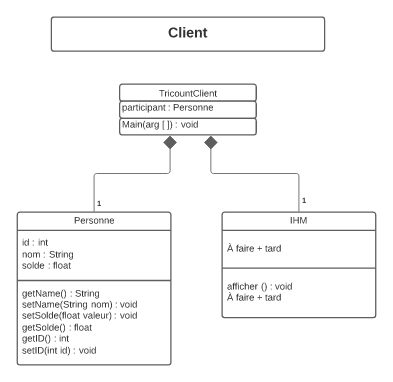 Client
TricountClient
participant : Personne
Main(arg [ ]) : void
1
1
Personne
id : int
nom : String
solde : float
getName() : String
setName(String nom) : void
setSolde(float valeur) : void
getSolde() : float
getID() : int
setID(int id) : void
IHM
À faire + tard
afficher () : void
À faire + tard